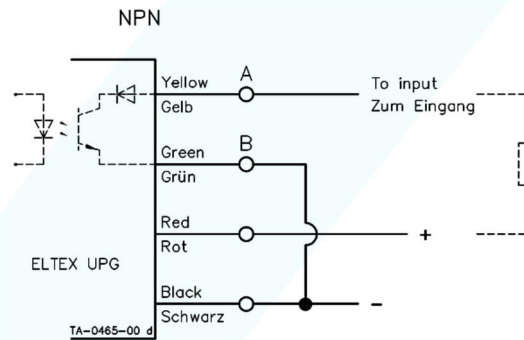 NPN
Yellow
Gelb
A
To input
Zum Eingang
Green
Grün
B
Red
Rot
+
ELTEX UPG
Black
Schwarz
-
TA-0465-00 d